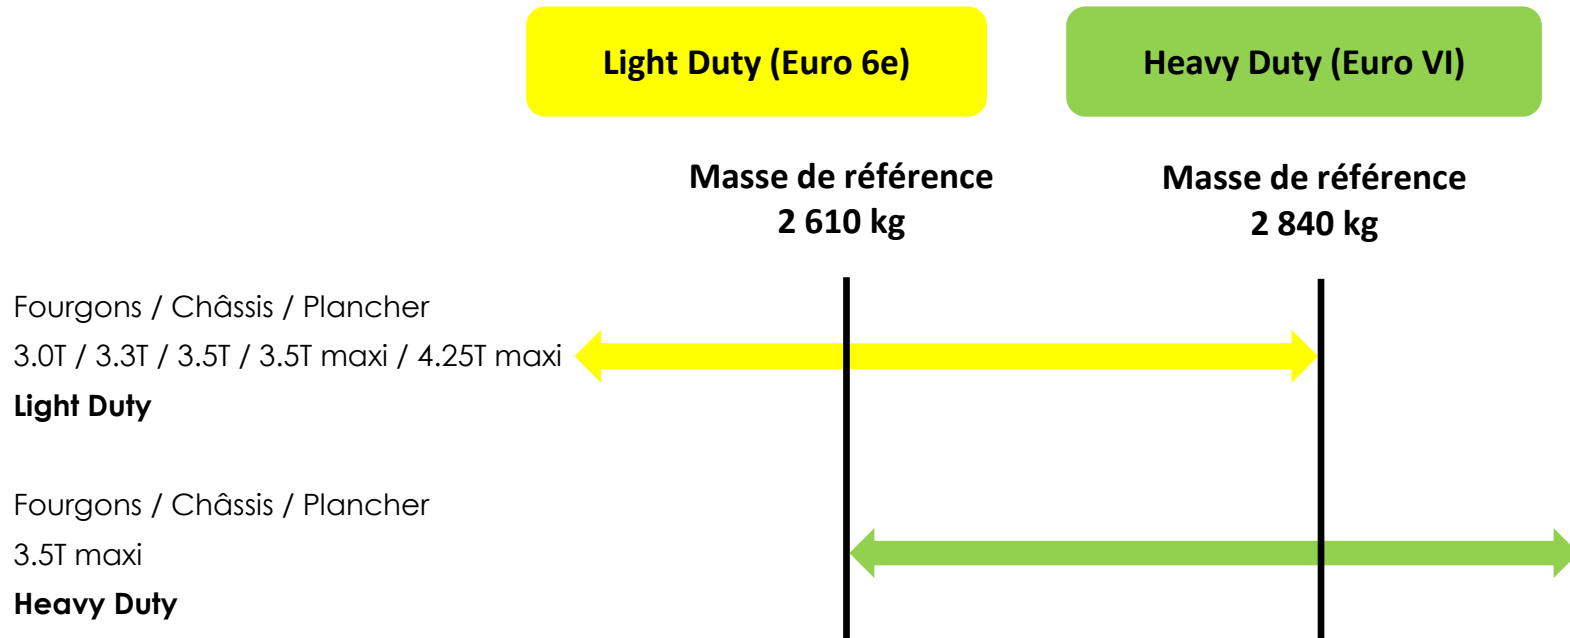 Light Duty (Euro 6e)
Heavy Duty (Euro VI)
Masse de référence
2 610 kg
Masse de référence
2 840 kg
Fourgons / Châssis / Plancher
3.0T / 3.3T / 3.5T / 3.5T maxi / 4.25T maxi
Light Duty
Fourgons / Châssis / Plancher
3.5T maxi
Heavy Duty